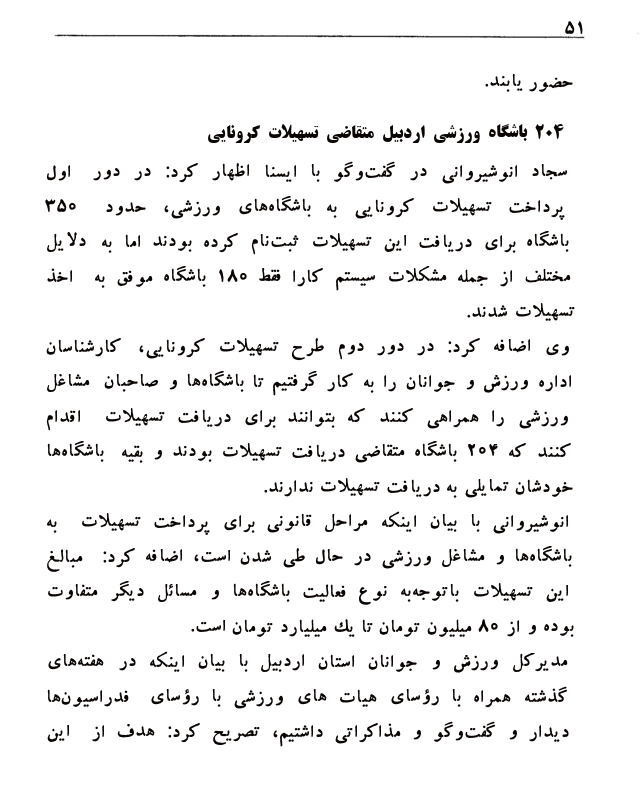 ۵۱
حضور یابند.
۲۰۴ باشگاه ورزشی اردبیل متقاضی تسهیلات کرونایی
سجاد انوشیروانی در گفت‌وگو با ایسنا اظهار کرد: در دور اول
پرداخت تسهیلات کرونایی به باشگاه‌های ورزشی، حدود ۳۵۰
باشگاه برای دریافت این تسهیلات ثبت‌نام کرده بودند اما به دلایل
مختلف از جمله مشکلات سیستم کارا فقط ۱۸۰ باشگاه موفق به اخذ
تسهیلات شدند.
وی اضافه کرد: در دور دوم طرح تسهیلات کرونایی، کارشناسان
اداره ورزش و جوانان را به کار گرفتیم تا باشگاه‌ها و صاحبان مشاغل
ورزشی را همراهی کنند که بتوانند برای دریافت تسهیلات اقدام
کنند که ۲۰۴ باشگاه متقاضی دریافت تسهیلات بودند و بقیه باشگاه‌ها
خودشان تمایلی به دریافت تسهیلات ندارند.
انوشیروانی با بیان اینکه مراحل قانونی برای پرداخت تسهیلات به
باشگاه‌ها و مشاغل ورزشی در حال طی شدن است، اضافه کرد: مبالغ
این تسهیلات باتوجه‌به نوع فعالیت باشگاه‌ها و مسائل دیگر متفاوت
بوده و از ۸۰ میلیون تومان تا یك میلیارد تومان است.
مدیرکل ورزش و جوانان استان اردبیل با بیان اینکه در هفته‌های
گذشته همراه با رؤسای هیات های ورزشی با رؤسای فدراسیون‌ها
دیدار و گفت‌وگو و مذاکراتی داشتیم، تصریح کرد: هدف از این